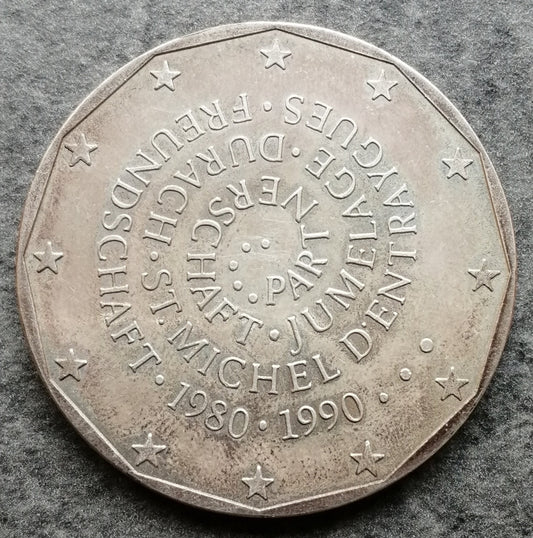 PARTNERSCHAFT · JUMELAGE · DURACH · ST. MICHEL D'ENTRAYGUES · FREUNDSCHAFT · 1980 · 1990 · · ·